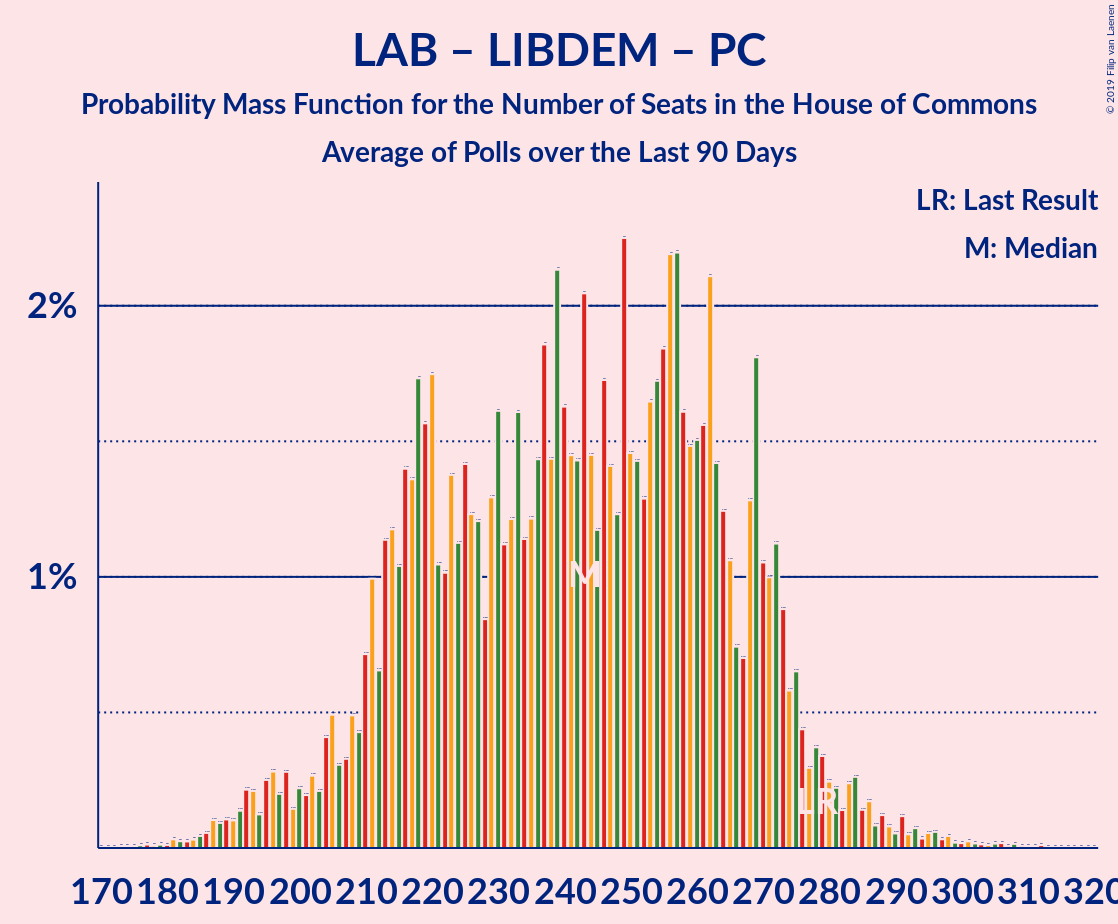 LAB – LIBDEM – PC
Probability Mass Function for the Number of Seats in the House of Commons
Average of Polls over the Last 90 Days
© 2019 Filip van Laenen
LR: Last Result
M: Median
2%
1%
M
LR
170 180 190 200 210 220 230 240 250 260 270 280 290 300 310 320